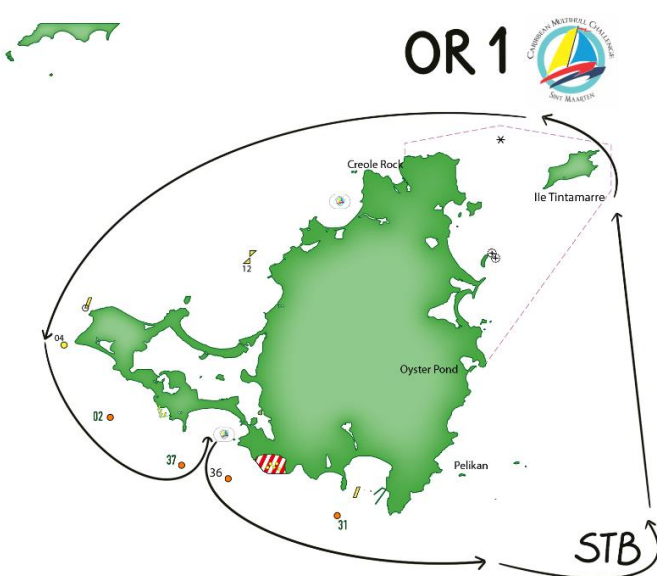 OR 1
CARIBBEAN MULTIHULL CHALLENGE
SINT MAARTEN
Creole Rock
Ile Tintamarre
12
04
Oyster Pond
02
37
36
Pelikan
31
STB